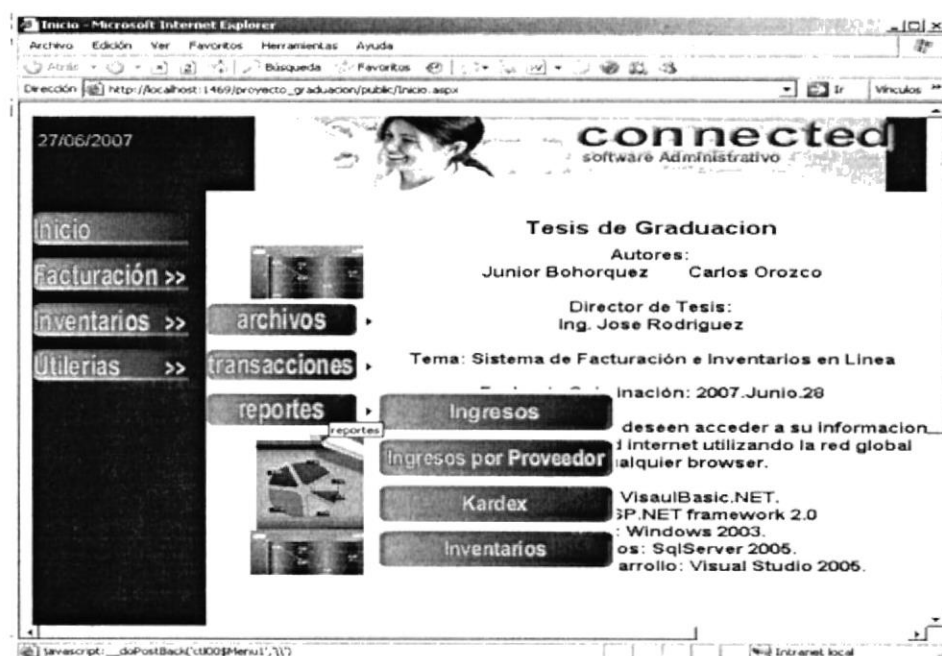 Inicio - Microsoft Internet Explorer
Archivo Edición Ver Favoritos Herramientas Ayuda
Atrás Búsqueda Favoritos
Dirección http://localhost:1469/proyecto_graduacion/public/Inicio.aspx Ir Vínculos »
27/06/2007
connected
software Administrativo
Inicio
Facturación >>
Inventarios >>
Utilerias >>
archivos
transacciones
reportes
reportes
Ingresos
Ingresos por Proveedor
Kardex
Inventarios
Tesis de Graduacion
Autores:
Junior Bohorquez Carlos Orozco
Director de Tesis:
Ing. Jose Rodriguez
Tema: Sistema de Facturación e Inventarios en Linea
inación: 2007.Junio.28
deseen acceder a su informacion
internet utilizando la red global
alquier browser.
VisaulBasic.NET.
SP.NET framework 2.0
: Windows 2003.
os: SqlServer 2005.
arrollo: Visual Studio 2005.
javascript:__doPostBack('ctl00$Menu1','')
Intranet local